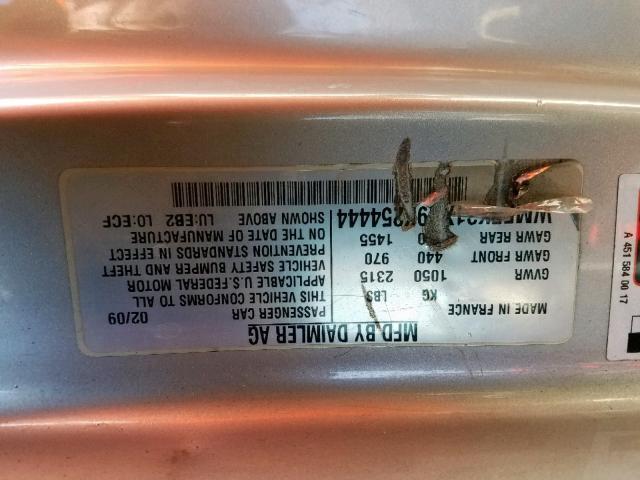 MFD BY DAIMLER AG
MADE IN FRANCE
KG LBS
GVWR 1050 2315
GAWR FRONT 440 970
GAWR REAR 1455
254444
PASSENGER CAR 02/09
THIS VEHICLE CONFORMS TO ALL
APPLICABLE U.S. FEDERAL MOTOR
VEHICLE SAFETY BUMPER AND THEFT
PREVENTION STANDARDS IN EFFECT
ON THE DATE OF MANUFACTURE
SHOWN ABOVE LU:EB2 LO:ECF
A 451 584 00 17